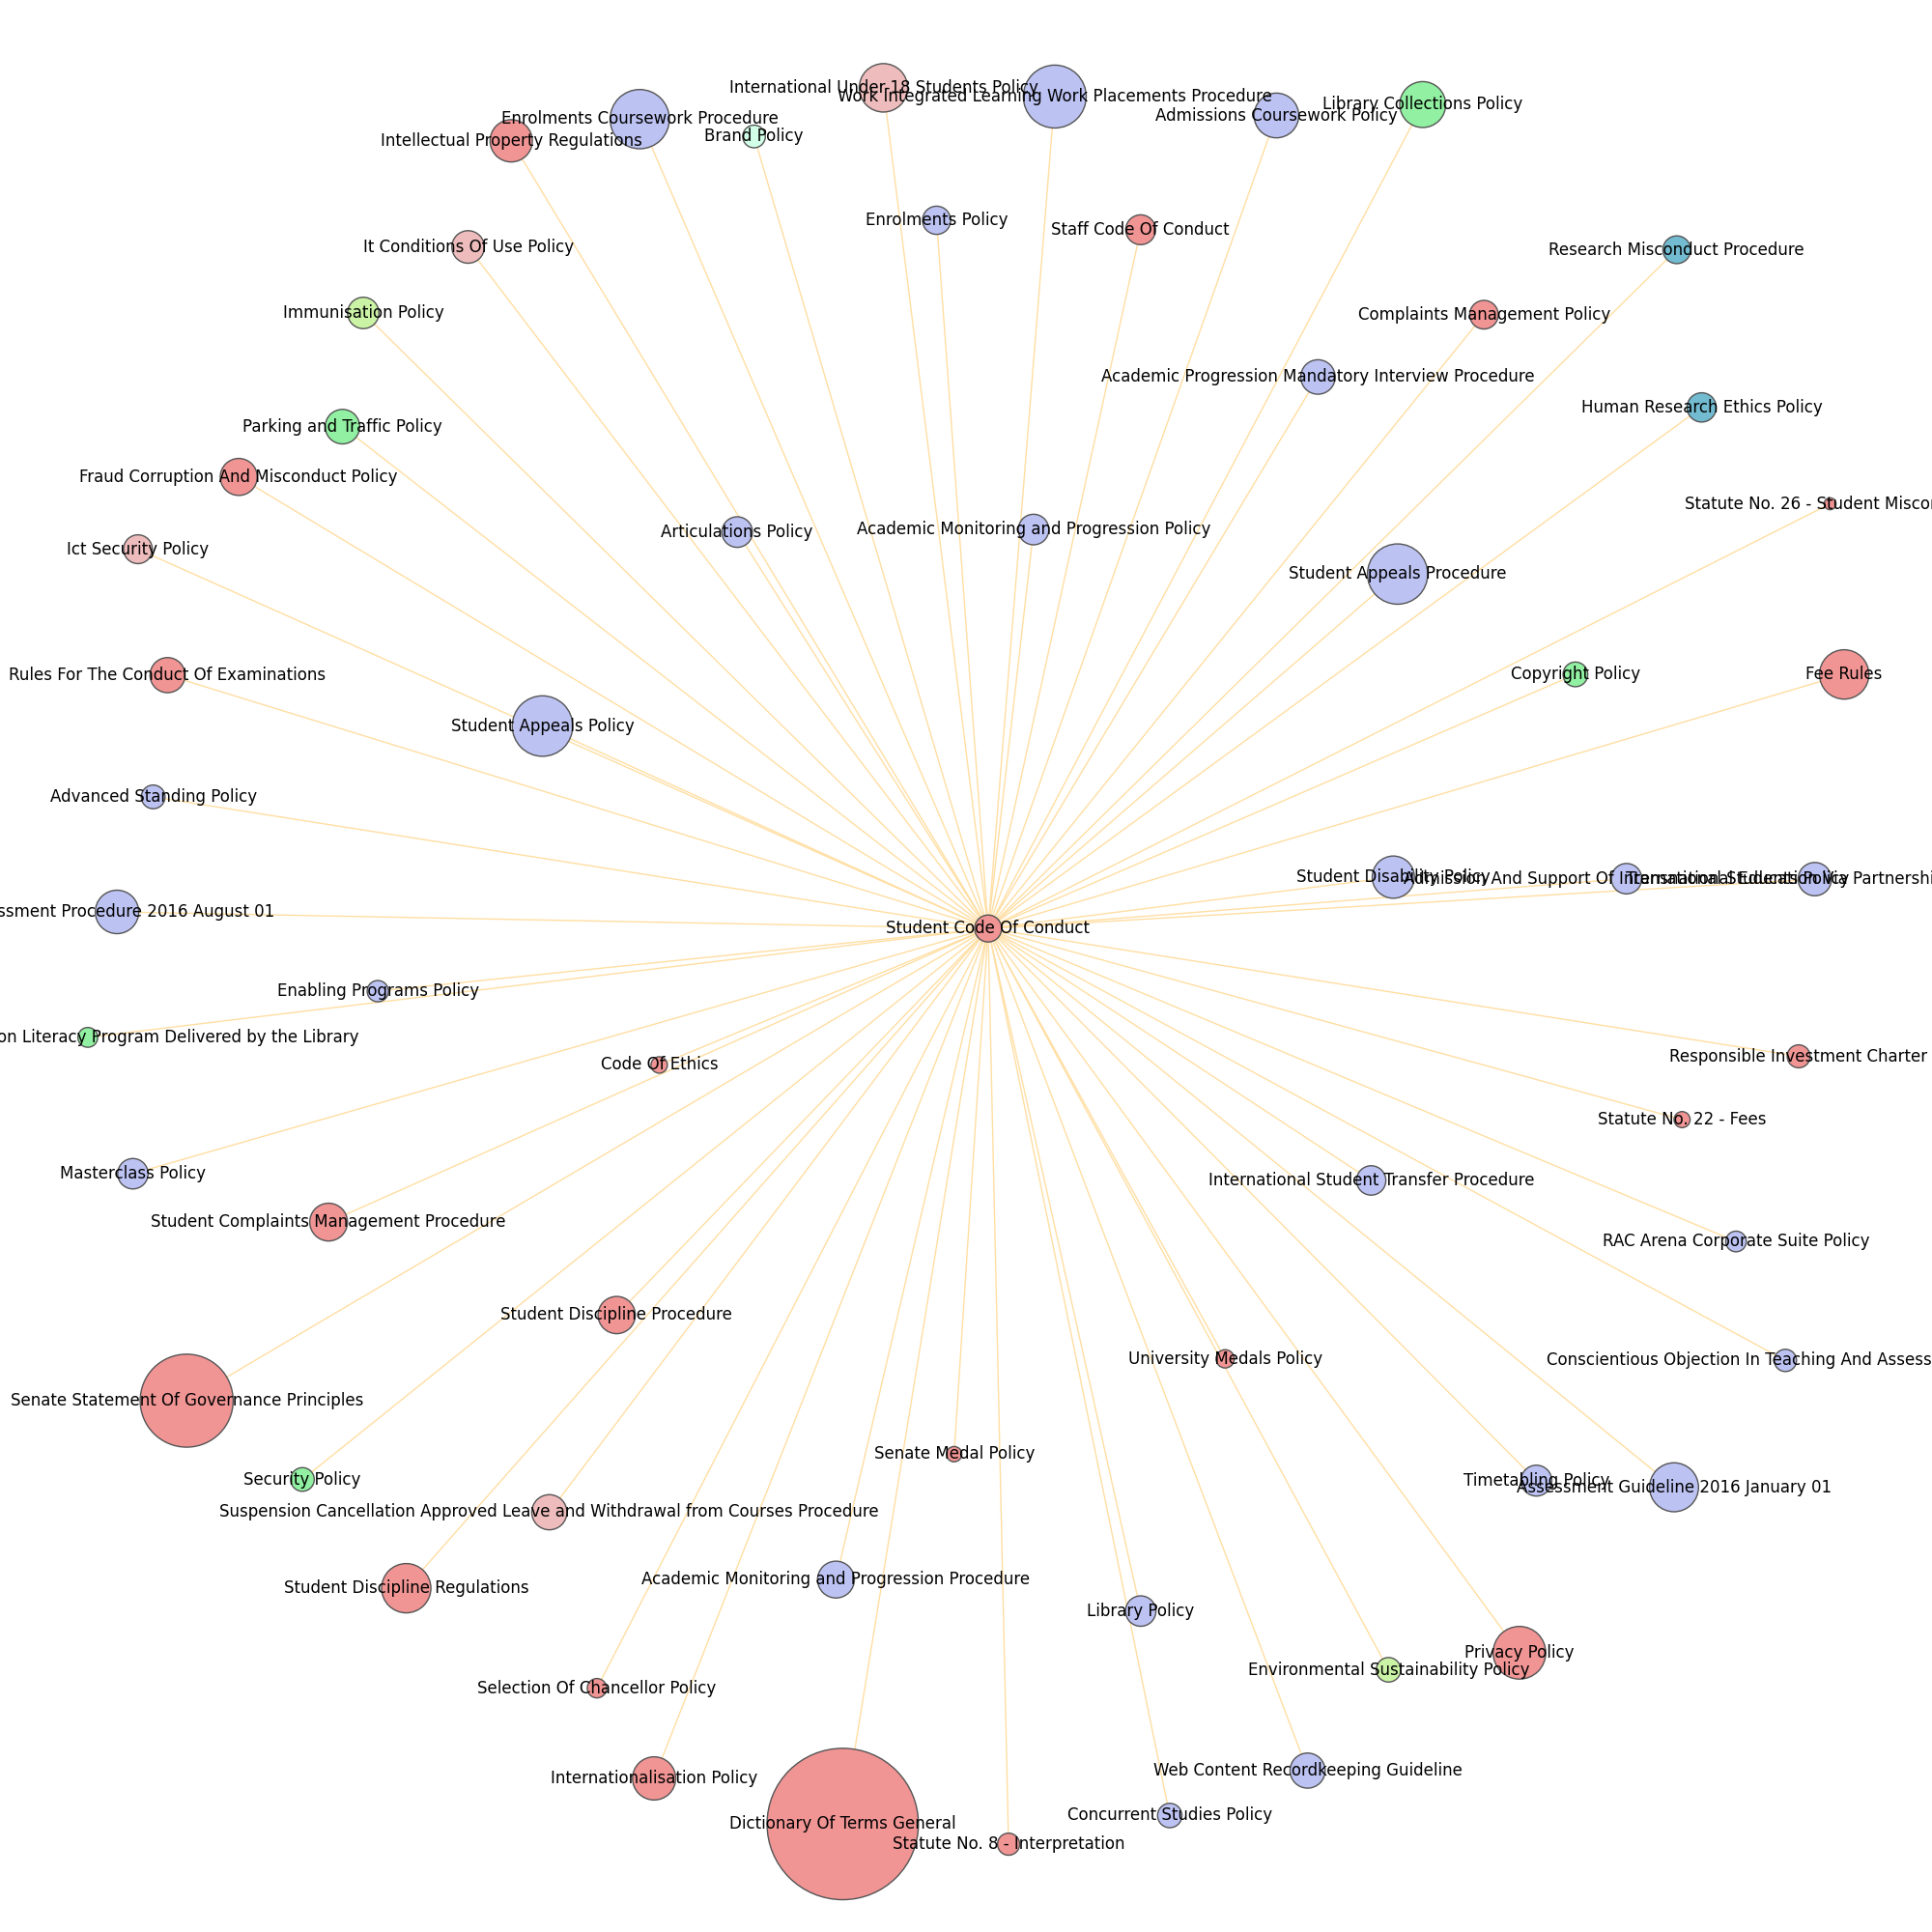 International Under 18 Students Policy
Work Integrated Learning Work Placements Procedure
Library Collections Policy
Admissions Coursework Policy
Enrolments Coursework Procedure
Brand Policy
Intellectual Property Regulations
Enrolments Policy
Staff Code Of Conduct
It Conditions Of Use Policy
Research Misconduct Procedure
Immunisation Policy
Complaints Management Policy
Academic Progression Mandatory Interview Procedure
Human Research Ethics Policy
Parking and Traffic Policy
Fraud Corruption And Misconduct Policy
Statute No. 26 - Student
Articulations Policy
Academic Monitoring and Progression Policy
Ict Security Policy
Student Appeals Procedure
Rules For The Conduct Of Examinations
Copyright Policy
Fee Rules
Student Appeals Policy
Advanced Standing Policy
Student Disability Policy
Admission And Support Of International Students Policy
Transnational Education Via
Procedure 2016 August 01
Student Code Of Conduct
Enabling Programs Policy
Literacy Program Delivered by the Library
Code Of Ethics
Responsible Investment Charter
Statute No. 22 - Fees
Masterclass Policy
International Student Transfer Procedure
Student Complaints Management Procedure
RAC Arena Corporate Suite Policy
Student Discipline Procedure
University Medals Policy
Conscientious Objection In Teaching And
Senate Statement Of Governance Principles
Senate Medal Policy
Security Policy
Timetabling Policy
Assessment Guideline 2016 January 01
Suspension Cancellation Approved Leave and Withdrawal from Courses Procedure
Academic Monitoring and Progression Procedure
Student Discipline Regulations
Library Policy
Privacy Policy
Environmental Sustainability Policy
Selection Of Chancellor Policy
Web Content Recordkeeping Guideline
Internationalisation Policy
Concurrent Studies Policy
Dictionary Of Terms General
Statute No. 8 - Interpretation